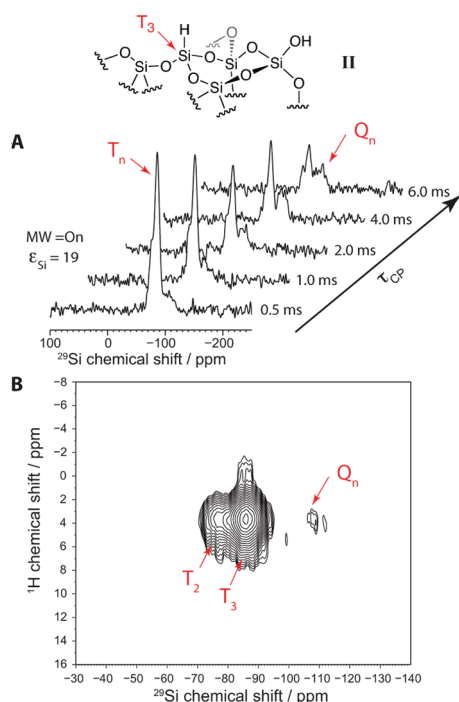 T3
H
Si
O
OH
O
Si
O
Si
O
Si
Si
O
O
Si
O
II
A
Tn
Qn
MW =On
εSi = 19
6.0 ms
4.0 ms
2.0 ms
1.0 ms
0.5 ms
τCP
100 0 −100 −200
29Si chemical shift / ppm
B
−8
−6
−4
−2
0
2
4
6
8
10
12
14
16
1H chemical shift / ppm
Qn
T2
T3
−30 −40 −50 −60 −70 −80 −90 −100 −110 −120 −130 −140
29Si chemical shift / ppm